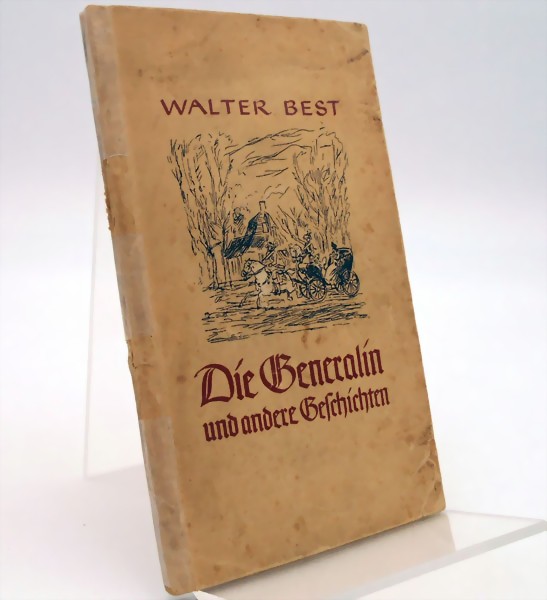 WALTER BEST
Die Generalin
und andere Geschichten